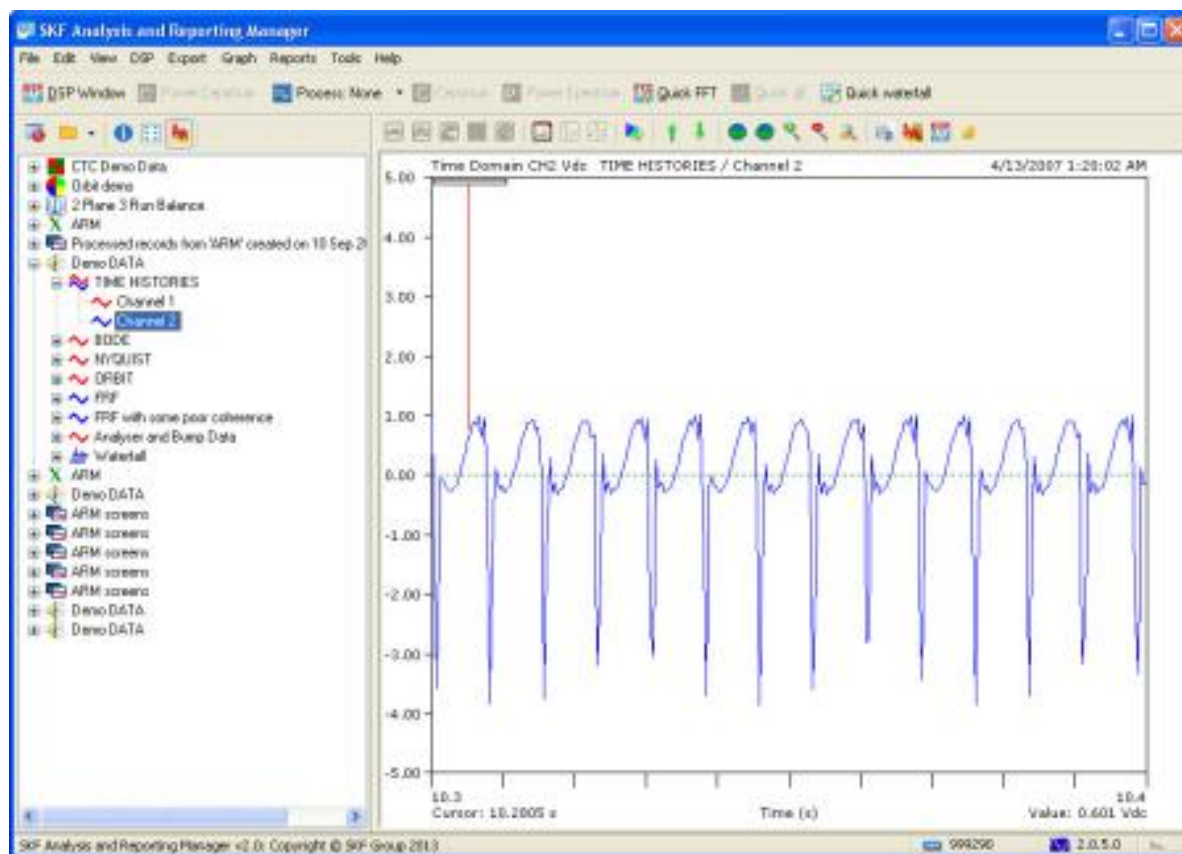 SKF Analysis and Reporting Manager
File Edit View DSP Export Graph Reports Tools Help
DSP Window Power Cepstrum Process: None Cepstrum Power Spectrum Quick FFT Quick waterfall
CTC Demo Data
Orbit demo
2 Plane 3 Run Balance
ARM
Processed records from 'ARM' created on 10 Sep 2
Demo DATA
TIME HISTORIES
Channel 1
Channel 2
BODE
NYQUIST
ORBIT
FRF
FRF with some poor coherence
Analyser and Bump Data
Waterfall
ARM
Demo DATA
ARM screens
ARM screens
ARM screens
ARM screens
ARM screens
Demo DATA
Demo DATA
Time Domain CH2 Vdc TIME HISTORIES / Channel 2 4/13/2007 1:20:02 AM
5.00
4.00
3.00
2.00
1.00
0.00
-1.00
-2.00
-3.00
-4.00
-5.00
10.3 10.4
Cursor: 10.2805 s Time (s) Value: 0.601 Vdc
SKF Analysis and Reporting Manager v2.0: Copyright © SKF Group 2013 999290 2.0.5.0